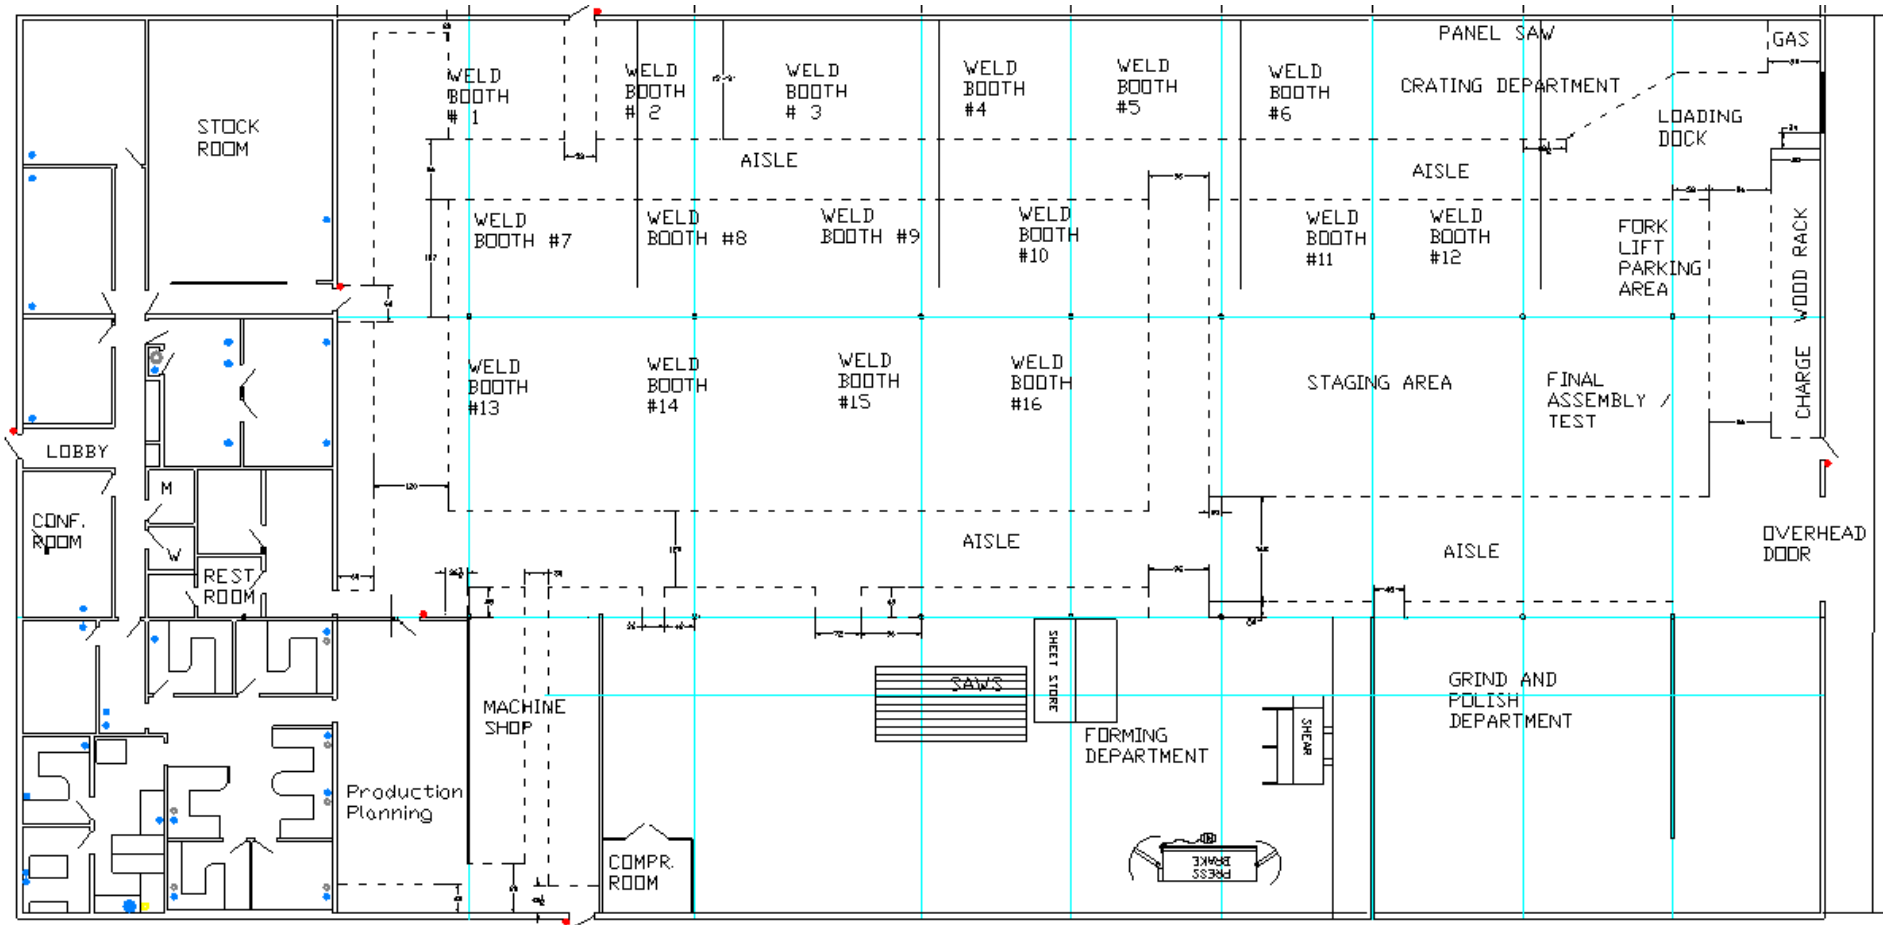 PANEL SAW
GAS
WELD
BOOTH
# 1
WELD
BOOTH
# 2
WELD
BOOTH
# 3
WELD
BOOTH
#4
WELD
BOOTH
#5
WELD
BOOTH
#6
CRATING DEPARTMENT
LOADING
DOCK
STOCK
ROOM
AISLE
AISLE
WELD
BOOTH #7
WELD
BOOTH #8
WELD
BOOTH #9
WELD
BOOTH
#10
WELD
BOOTH
#11
WELD
BOOTH
#12
FORK
LIFT
PARKING
AREA
WOOD RACK
CHARGE
WELD
BOOTH
#13
WELD
BOOTH
#14
WELD
BOOTH
#15
WELD
BOOTH
#16
STAGING AREA
FINAL
ASSEMBLY /
TEST
LOBBY
M
W
CONF.
ROOM
REST
ROOM
120
AISLE
AISLE
OVERHEAD
DOOR
SHEET STORE
SAWS
MACHINE
SHOP
FORMING
DEPARTMENT
SHEAR
GRIND AND
POLISH
DEPARTMENT
Production
Planning
COMPR.
ROOM
PRESS
BRAKE